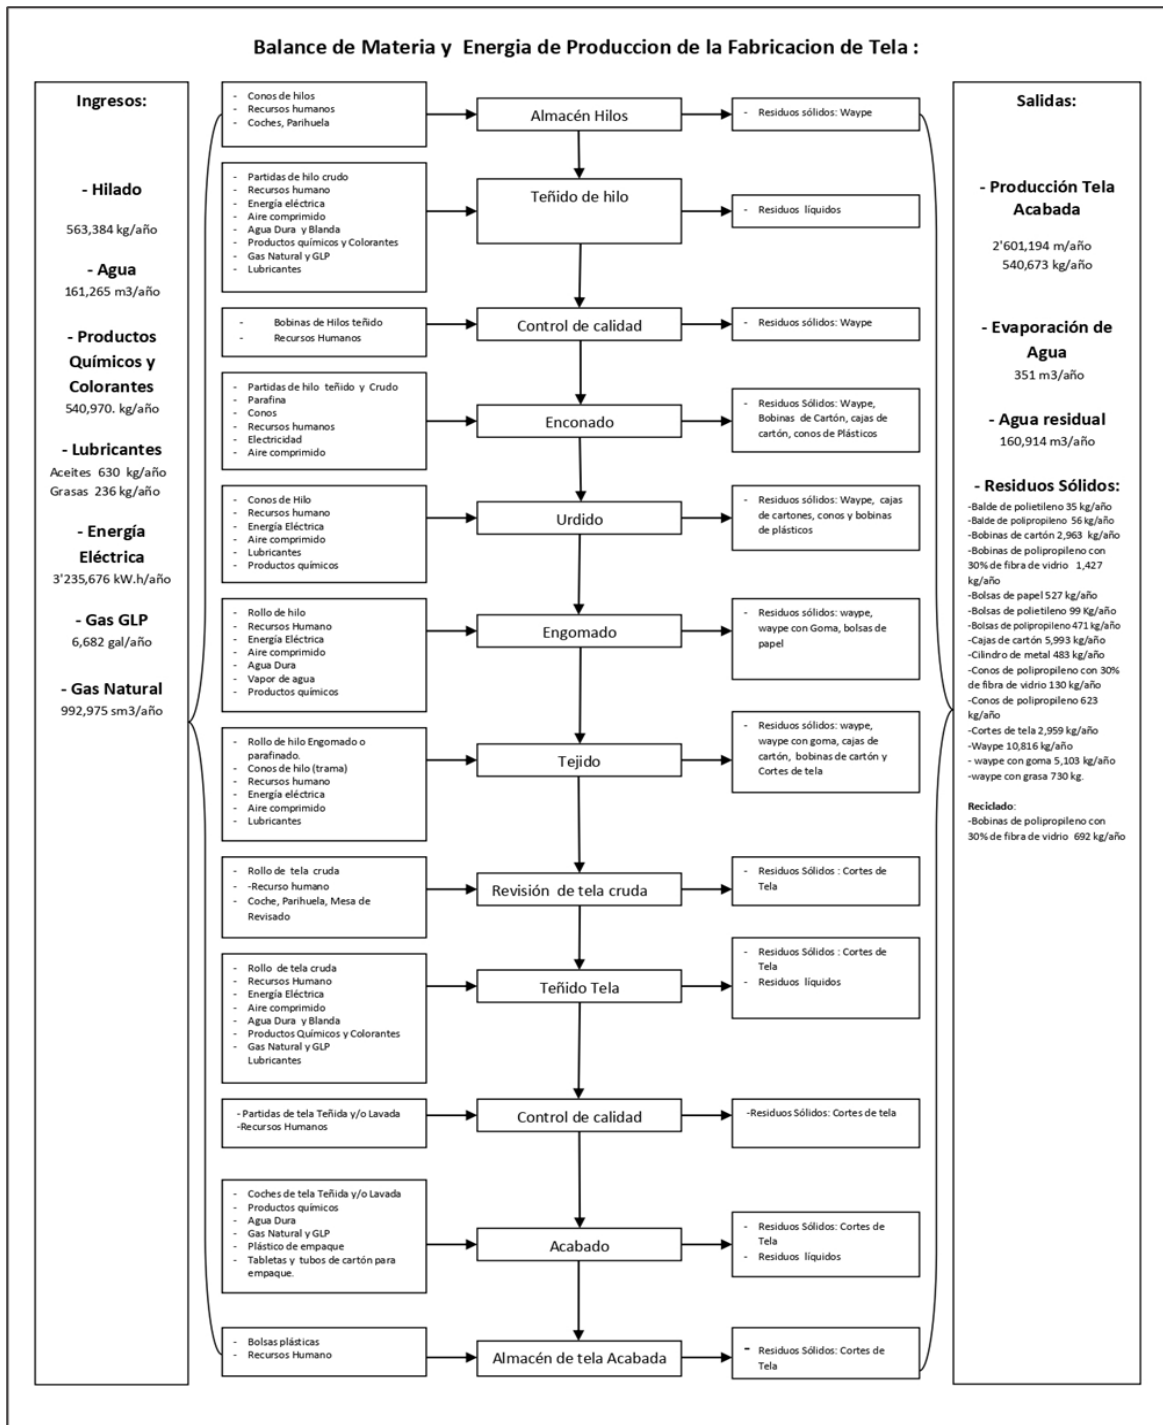 Balance de Materia y Energia de Produccion de la Fabricacion de Tela :
Ingresos:
- Hilado
563,384 kg/año
- Agua
161,265 m3/año
- Productos
Químicos y
Colorantes
540,970. kg/año
- Lubricantes
Aceites 630 kg/año
Grasas 236 kg/año
- Energía
Eléctrica
3'235,676 kW.h/año
- Gas GLP
6,682 gal/año
- Gas Natural
992,975 sm3/año
- Conos de hilos
- Recursos humanos
- Coches, Parihuela
Almacén Hilos
- Residuos sólidos: Waype
- Partidas de hilo crudo
- Recursos humano
- Energía eléctrica
- Aire comprimido
- Agua Dura y Blanda
- Productos químicos y Colorantes
- Gas Natural y GLP
- Lubricantes
Teñido de hilo
- Residuos líquidos
- Bobinas de Hilos teñido
- Recursos Humanos
Control de calidad
- Residuos sólidos: Waype
- Partidas de hilo teñido y Crudo
- Parafina
- Conos
- Recursos humanos
- Electricidad
- Aire comprimido
Enconado
- Residuos Sólidos: Waype,
Bobinas de Cartón, cajas de
cartón, conos de Plásticos
- Conos de Hilo
- Recursos humano
- Energía Eléctrica
- Aire comprimido
- Lubricantes
- Productos químicos
Urdido
- Residuos sólidos: Waype, cajas
de cartones, conos y bobinas
de plásticos
- Rollo de hilo
- Recursos Humano
- Energía Eléctrica
- Aire comprimido
- Agua Dura
- Vapor de agua
- Productos químicos
Engomado
- Residuos sólidos: waype,
waype con Goma, bolsas de
papel
- Rollo de hilo Engomado o
parafinado.
- Conos de hilo (trama)
- Recursos humano
- Energía eléctrica
- Aire comprimido
- Lubricantes
Tejido
- Residuos sólidos: waype,
waype con goma, cajas de
cartón, bobinas de cartón y
Cortes de tela
- Rollo de tela cruda
- -Recurso humano
- Coche, Parihuela, Mesa de
Revisado
Revisión de tela cruda
- Residuos Sólidos : Cortes de
Tela
- Rollo de tela cruda
- Recursos Humano
- Energía Eléctrica
- Aire comprimido
- Agua Dura y Blanda
- Productos Químicos y Colorantes
- Gas Natural y GLP
Lubricantes
Teñido Tela
- Residuos Sólidos : Cortes de
Tela
- Residuos líquidos
- Partidas de tela Teñida y/o Lavada
-Recursos Humanos
Control de calidad
-Residuos Sólidos: Cortes de tela
- Coches de tela Teñida y/o Lavada
- Productos químicos
- Agua Dura
- Gas Natural y GLP
- Plástico de empaque
- Tabletas y tubos de cartón para
empaque.
Acabado
- Residuos Sólidos: Cortes de
Tela
- Residuos líquidos
- Bolsas plásticas
- Recursos Humano
Almacén de tela Acabada
- Residuos Sólidos: Cortes de
Tela
Salidas:
- Producción Tela
Acabada
2'601,194 m/año
540,673 kg/año
- Evaporación de
Agua
351 m3/año
- Agua residual
160,914 m3/año
- Residuos Sólidos:
-Balde de polietileno 35 kg/año
-Balde de polipropileno 56 kg/año
-Bobinas de cartón 2,963 kg/año
-Bobinas de polipropileno con
30% de fibra de vidrio 1,427
kg/año
-Bolsas de papel 527 kg/año
-Bolsas de polietileno 99 Kg/año
-Bolsas de polipropileno 471 kg/año
-Cajas de cartón 5,993 kg/año
-Cilindro de metal 483 kg/año
-Conos de polipropileno con 30%
de fibra de vidrio 130 kg/año
-Conos de polipropileno 623
kg/año
-Cortes de tela 2,959 kg/año
-Waype 10,816 kg/año
- waype con goma 5,103 kg/año
-waype con grasa 730 kg.
Reciclado:
-Bobinas de polipropileno con
30% de fibra de vidrio 692 kg/año